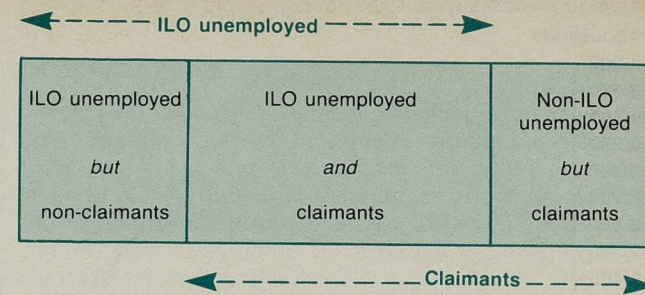 ILO unemployed
ILO unemployed
but
non-claimants
ILO unemployed
and
claimants
Non-ILO
unemployed
but
claimants
Claimants